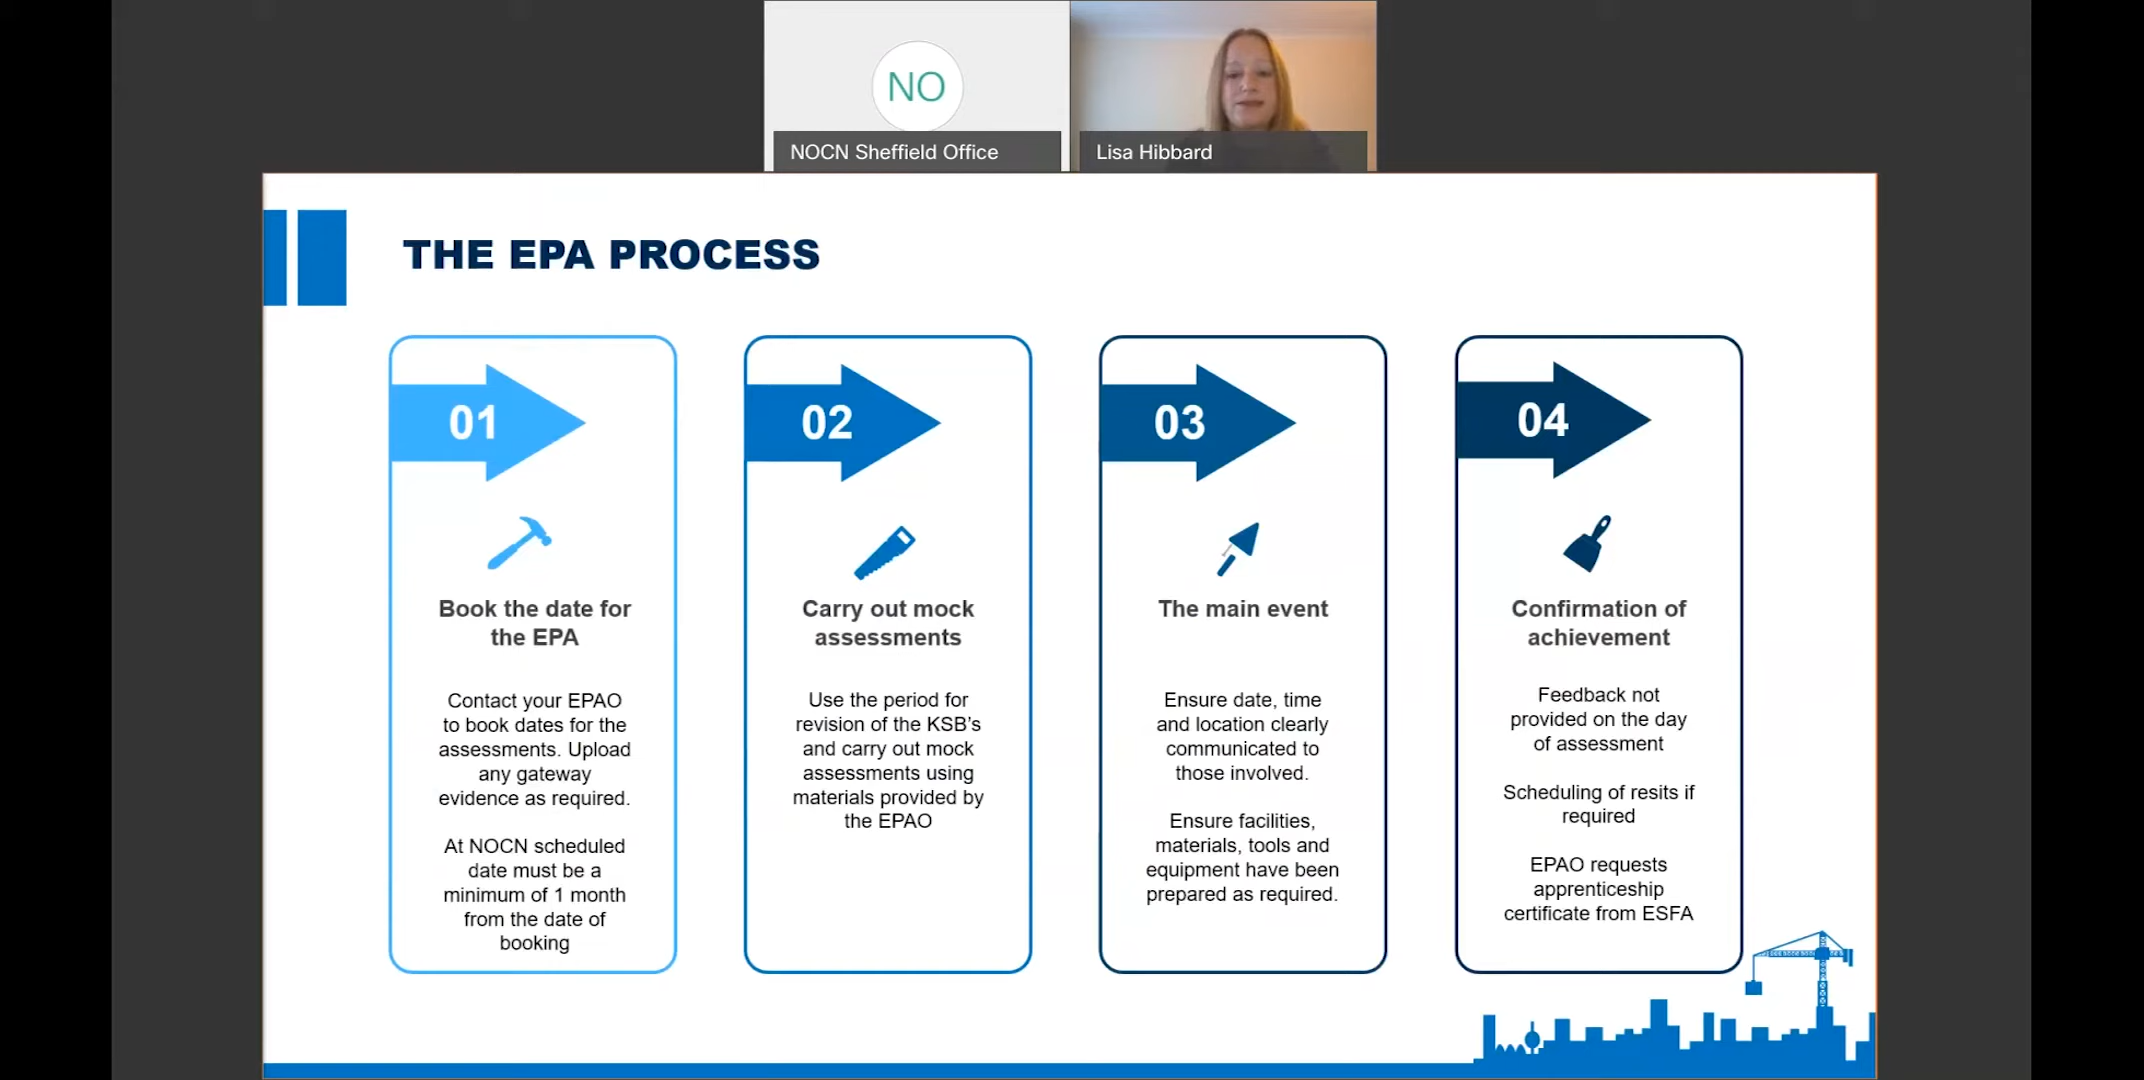 NO
NOCN Sheffield Office
Lisa Hibbard
THE EPA PROCESS
01
Book the date for
the EPA
Contact your EPAO
to book dates for the
assessments. Upload
any gateway
evidence as required.
At NOCN scheduled
date must be a
minimum of 1 month
from the date of
booking
02
Carry out mock
assessments
Use the period for
revision of the KSB's
and carry out mock
assessments using
materials provided by
the EPAO
03
The main event
Ensure date, time
and location clearly
communicated to
those involved.
Ensure facilities,
materials, tools and
equipment have been
prepared as required.
04
Confirmation of
achievement
Feedback not
provided on the day
of assessment
Scheduling of resits if
required
EPAO requests
apprenticeship
certificate from ESFA